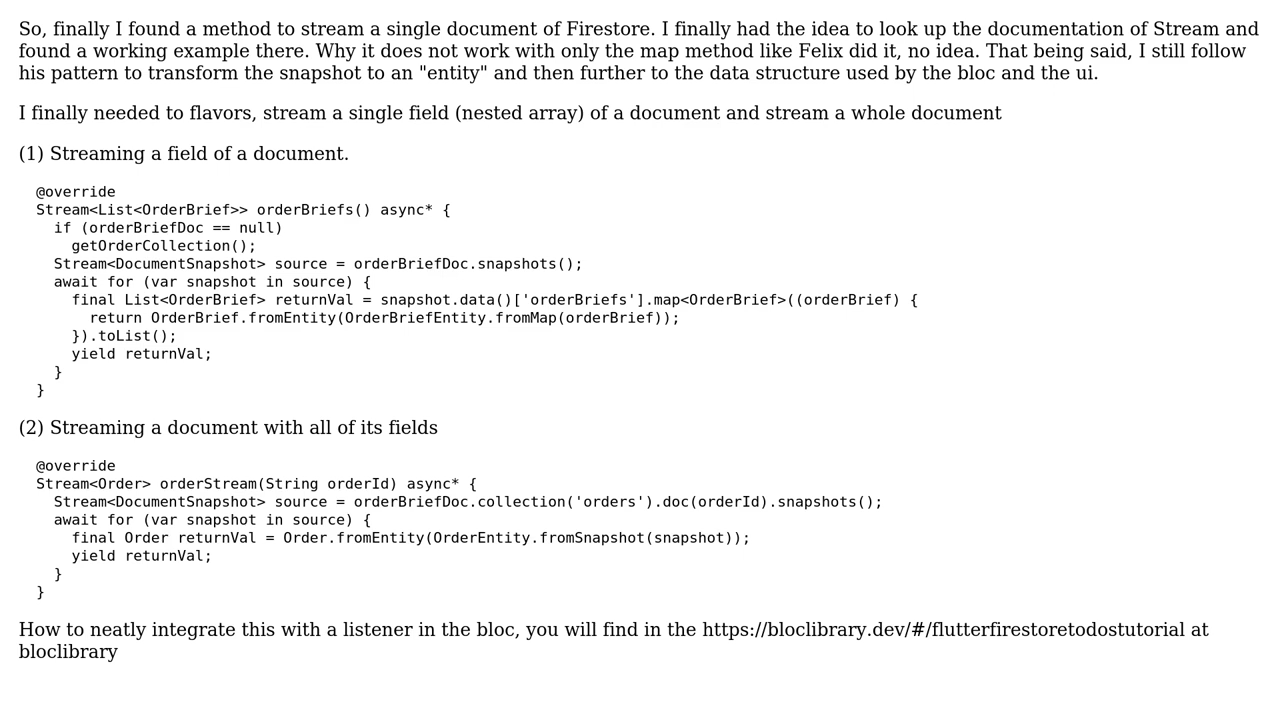 So, finally I found a method to stream a single document of Firestore. I finally had the idea to look up the documentation of Stream and
found a working example there. Why it does not work with only the map method like Felix did it, no idea. That being said, I still follow
his pattern to transform the snapshot to an "entity" and then further to the data structure used by the bloc and the ui.
I finally needed to flavors, stream a single field (nested array) of a document and stream a whole document
(1) Streaming a field of a document.
@override
Stream<List<OrderBrief>> orderBriefs() async* {
  if (orderBriefDoc == null)
    getOrderCollection();
  Stream<DocumentSnapshot> source = orderBriefDoc.snapshots();
  await for (var snapshot in source) {
    final List<OrderBrief> returnVal = snapshot.data()['orderBriefs'].map<OrderBrief>((orderBrief) {
      return OrderBrief.fromEntity(OrderBriefEntity.fromMap(orderBrief));
    }).toList();
    yield returnVal;
  }
}
(2) Streaming a document with all of its fields
@override
Stream<Order> orderStream(String orderId) async* {
  Stream<DocumentSnapshot> source = orderBriefDoc.collection('orders').doc(orderId).snapshots();
  await for (var snapshot in source) {
    final Order returnVal = Order.fromEntity(OrderEntity.fromSnapshot(snapshot));
    yield returnVal;
  }
}
How to neatly integrate this with a listener in the bloc, you will find in the https://bloclibrary.dev/#/flutterfirestoretodostutorial at
bloclibrary